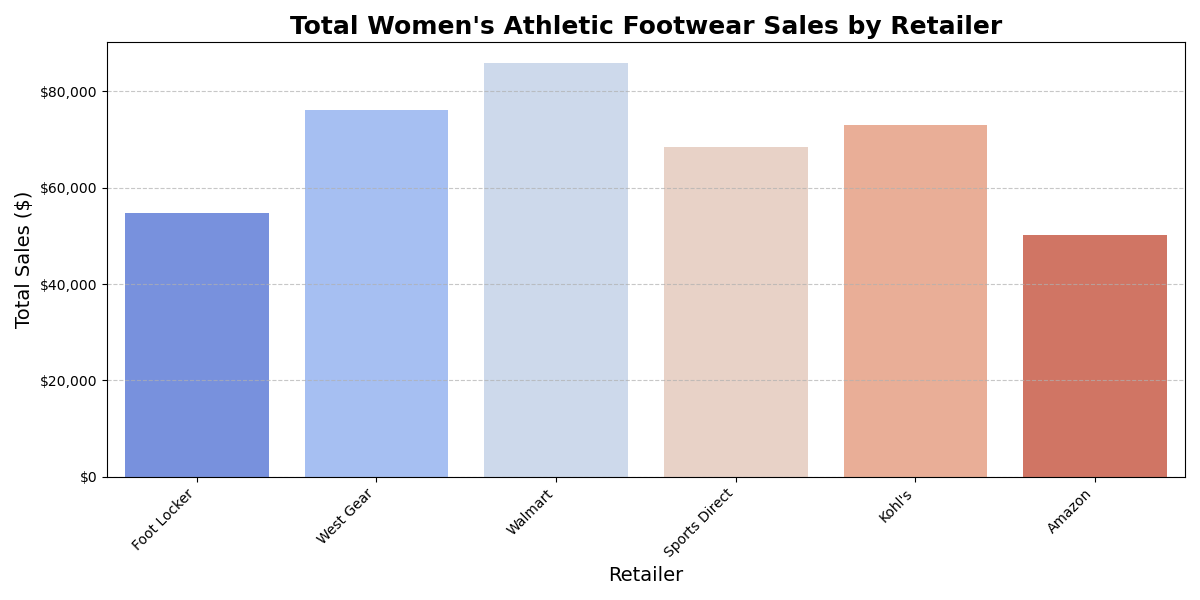 Total Women's Athletic Footwear Sales by Retailer
Total Sales ($)
$80,000
$60,000
$40,000
$20,000
$0
Foot Locker
West Gear
Walmart
Sports Direct
Kohl's
Amazon
Retailer